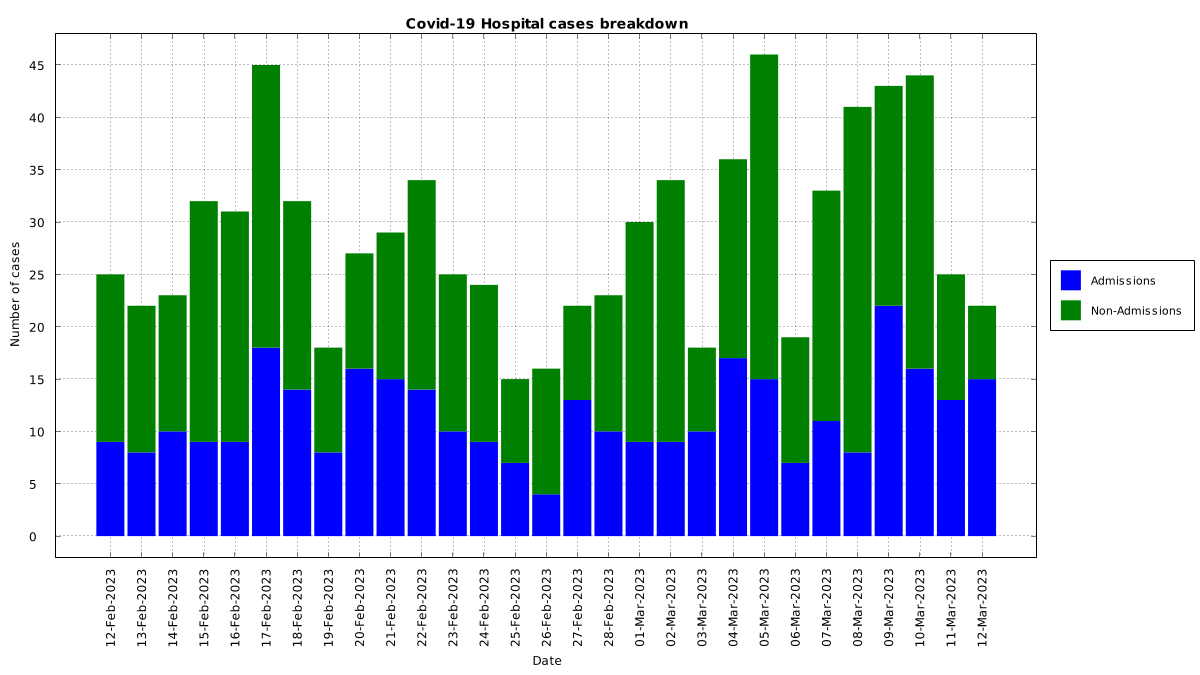 Covid-19 Hospital cases breakdown
45
40
35
30
25
20
15
10
5
0
Number of cases
12-Feb-2023
13-Feb-2023
14-Feb-2023
15-Feb-2023
16-Feb-2023
17-Feb-2023
18-Feb-2023
19-Feb-2023
20-Feb-2023
21-Feb-2023
22-Feb-2023
23-Feb-2023
24-Feb-2023
25-Feb-2023
26-Feb-2023
27-Feb-2023
28-Feb-2023
01-Mar-2023
02-Mar-2023
03-Mar-2023
04-Mar-2023
05-Mar-2023
06-Mar-2023
07-Mar-2023
08-Mar-2023
09-Mar-2023
10-Mar-2023
11-Mar-2023
12-Mar-2023
Date
Admissions
Non-Admissions